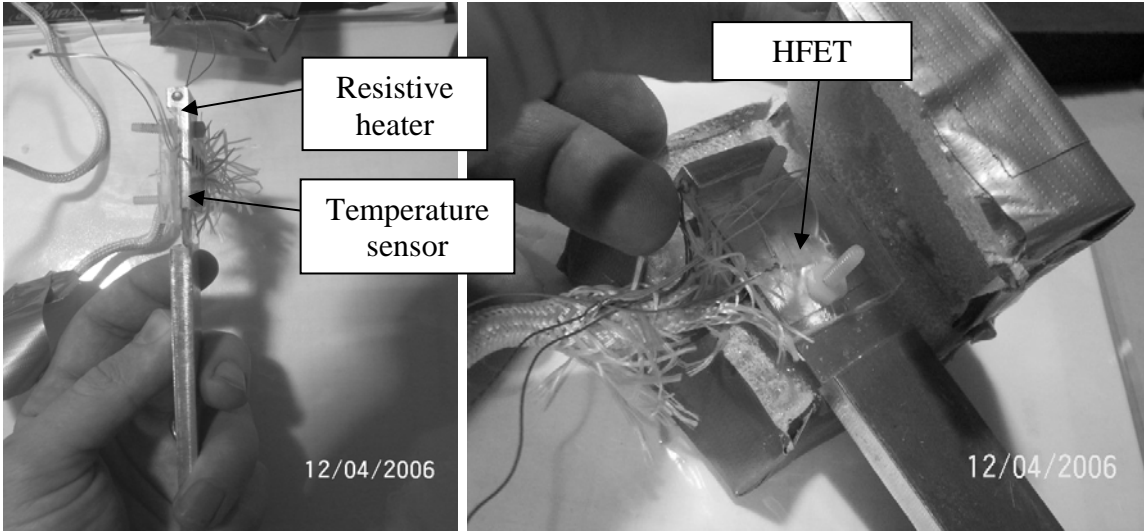 Resistive
heater
Temperature
sensor
12/04/2006
HFET
12/04/2006